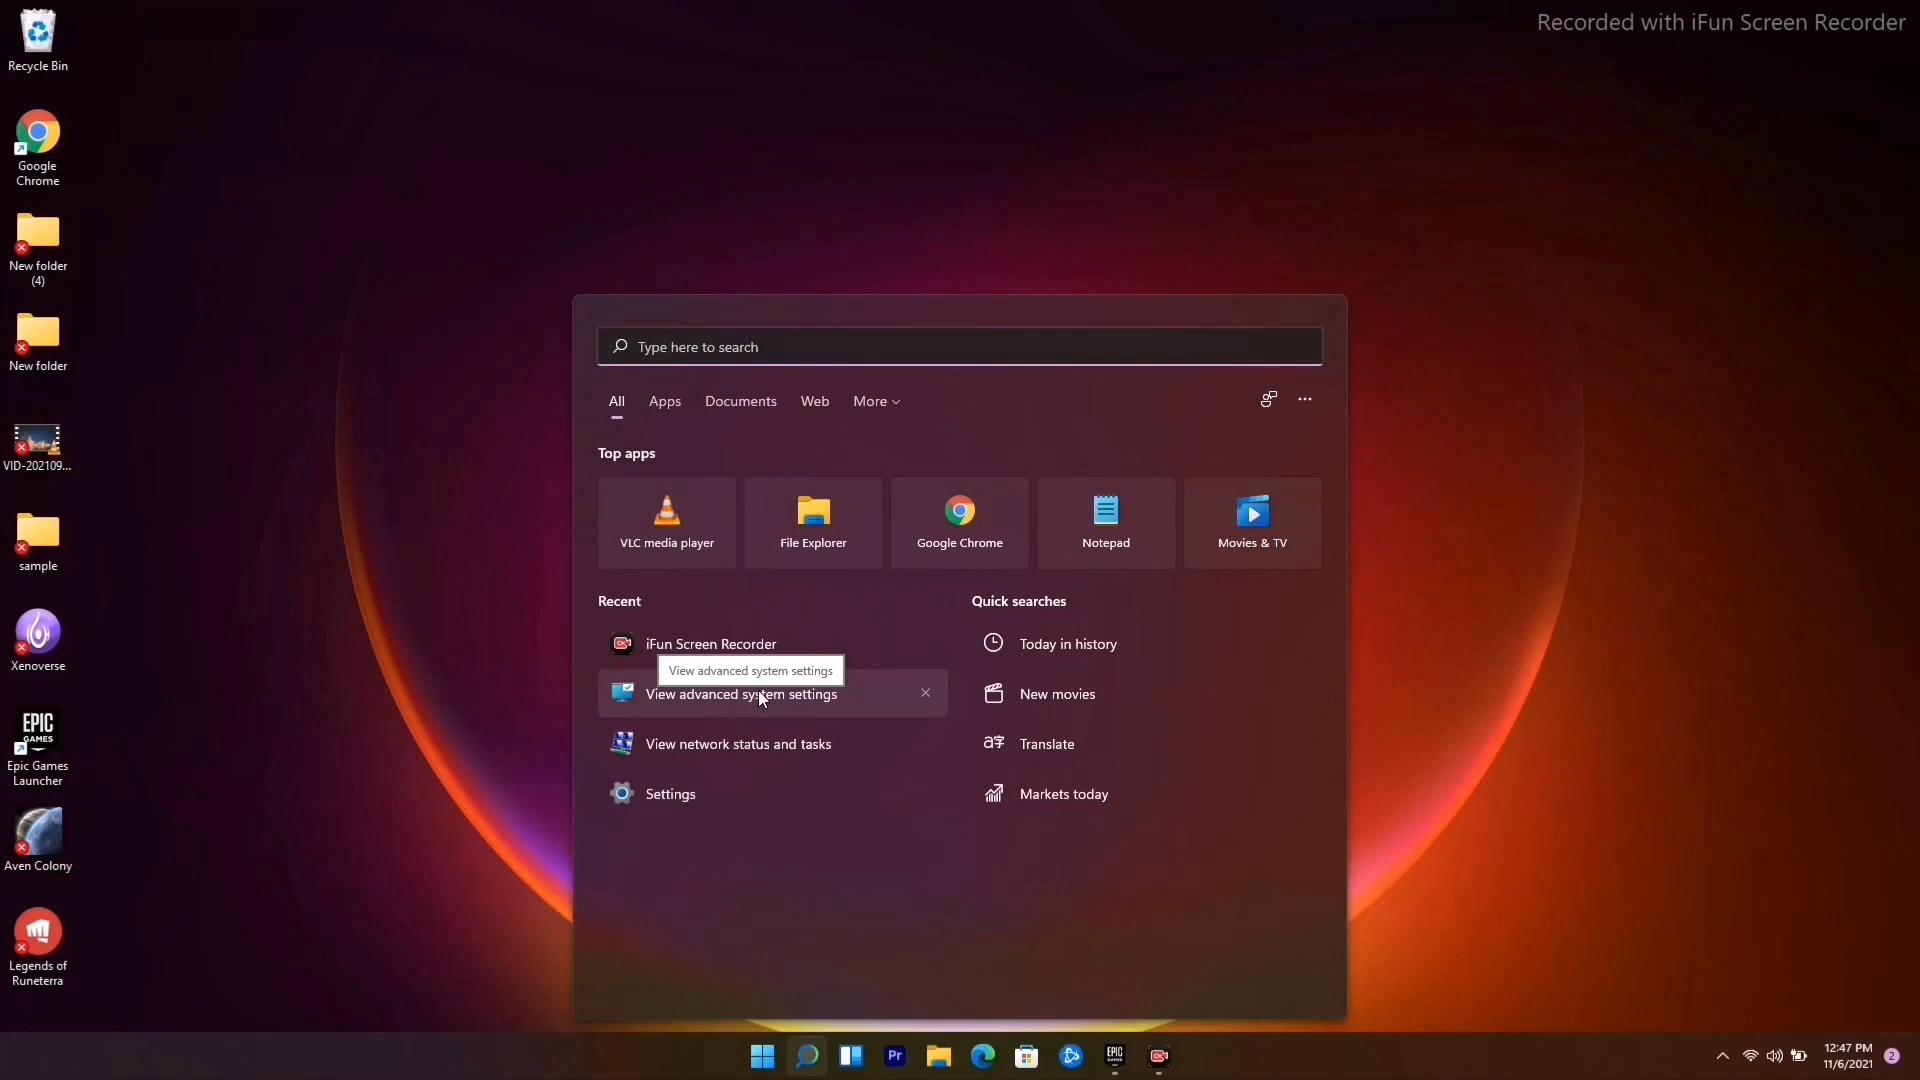 Recorded with iFun Screen Recorder
Recycle Bin
Google
Chrome
New folder
(4)
New folder
VID-202109...
sample
Xenoverse
EPIC
GAMES
Epic Games
Launcher
Aven Colony
Legends of
Runeterra
Type here to search
All Apps Documents Web More
Top apps
VLC media player File Explorer Google Chrome Notepad Movies & TV
Recent Quick searches
iFun Screen Recorder Today in history
View advanced system settings
View advanced system settings New movies
View network status and tasks Translate
Settings Markets today
Pr
EPIC
12:47 PM
11/6/2021
2